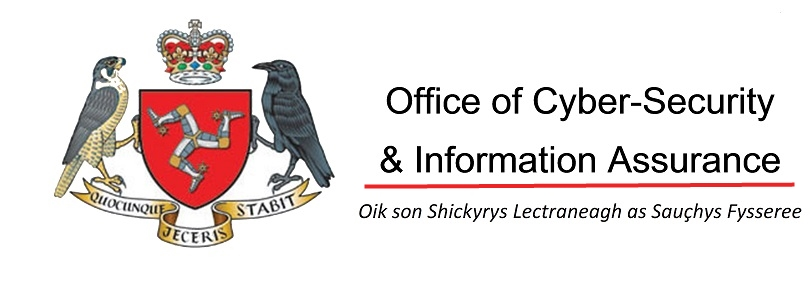 Office of Cyber-Security
& Information Assurance
Oik son Shickyrys Lectraneagh as Sauçhys Fysseree
QUOCUNQUE
JECERIS
STABIT